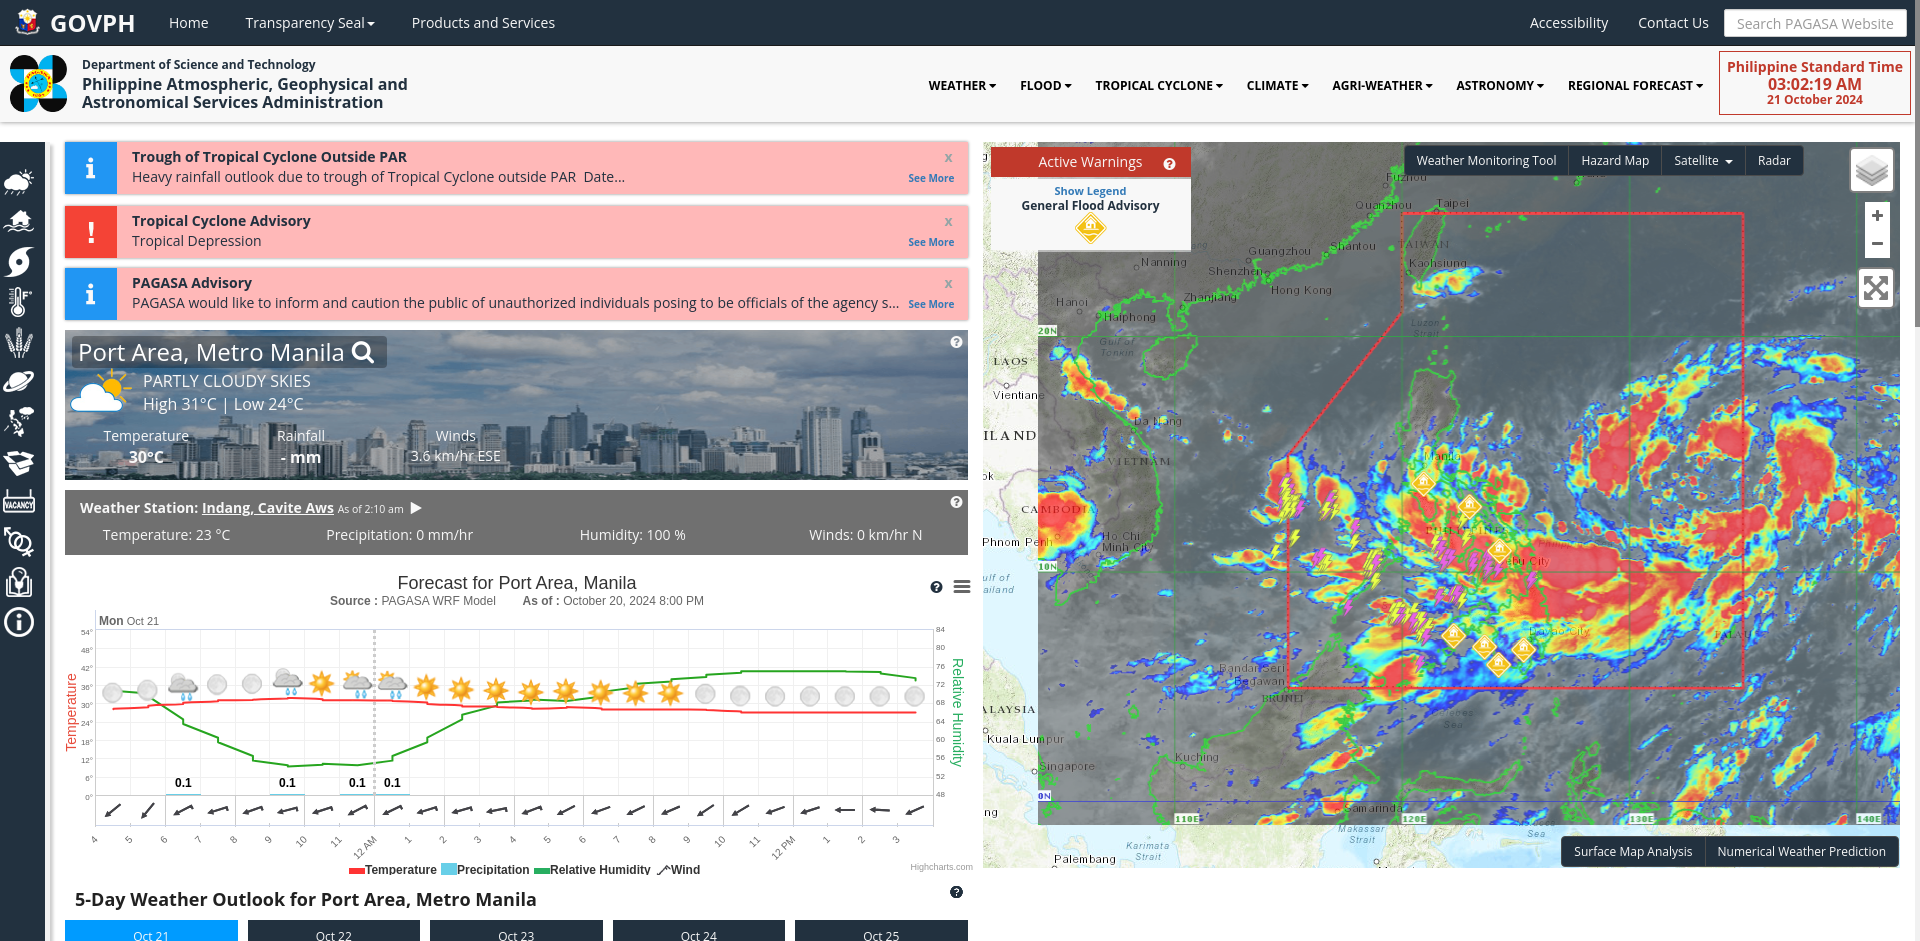 GOVPH
Home
Transparency Seal
Products and Services
Accessibility
Contact Us
Search PAGASA Website
Department of Science and Technology
Philippine Atmospheric, Geophysical and
Astronomical Services Administration
WEATHER
FLOOD
TROPICAL CYCLONE
CLIMATE
AGRI-WEATHER
ASTRONOMY
REGIONAL FORECAST
Philippine Standard Time
03:02:19 AM
21 October 2024
VACANCY
Trough of Tropical Cyclone Outside PAR
x
Heavy rainfall outlook due to trough of Tropical Cyclone outside PAR Date...
See More
Tropical Cyclone Advisory
x
Tropical Depression
See More
PAGASA Advisory
x
PAGASA would like to inform and caution the public of unauthorized individuals posing to be officials of the agency s...
See More
Port Area, Metro Manila
PARTLY CLOUDY SKIES
High 31°C | Low 24°C
Temperature
Rainfall
Winds
30°C
- mm
3.6 km/hr ESE
Weather Station: Indang, Cavite Aws As of 2:10 am
Temperature: 23 °C
Precipitation: 0 mm/hr
Humidity: 100 %
Winds: 0 km/hr N
Forecast for Port Area, Manila
Source : PAGASA WRF Model As of : October 20, 2024 8:00 PM
Mon Oct 21
Temperature
54°
48°
42°
36°
30°
24°
18°
12°
6°
0°
84
80
76
72
68
64
60
56
52
48
Relative Humidity
0.1
0.1
0.1
0.1
4 5 6 7 8 9 10 11 12 AM 1 2 3 4 5 6 7 8 9 10 11 12 PM 1 2 3
Temperature Precipitation Relative Humidity Wind
Highcharts.com
5-Day Weather Outlook for Port Area, Metro Manila
Oct 21
Oct 22
Oct 23
Oct 24
Oct 25
Active Warnings
Show Legend
General Flood Advisory
Weather Monitoring Tool
Hazard Map
Satellite
Radar
+
−
Fuzhou
Quanzhou
Taipei
Shantou
TAIWAN
Guangzhou
Nanning
Shenzhen
Kaohsiung
Hong Kong
Zhanjiang
Hanoi
Haiphong
20N
Luzon
Strait
Gulf of
Tonkin
LAOS
Vientiane
Da Nang
ILAND
VIETNAM
Manila
ok
CAMBODIA
PHILIPPINES
Phnom Penh
Ho Chi
Minh City
bu City
10N
ulf of
ailand
Davao City
PALAU
Bandar Seri
Begawan
BRUNEI
ALAYSIA
Sea
Kuala Lumpur
Kuching
Singapore
0N
ng
Samarinda
110E
120E
130E
140E
Makassar
Strait
Sea
Karimata
Strait
Palembang
Surface Map Analysis
Numerical Weather Prediction